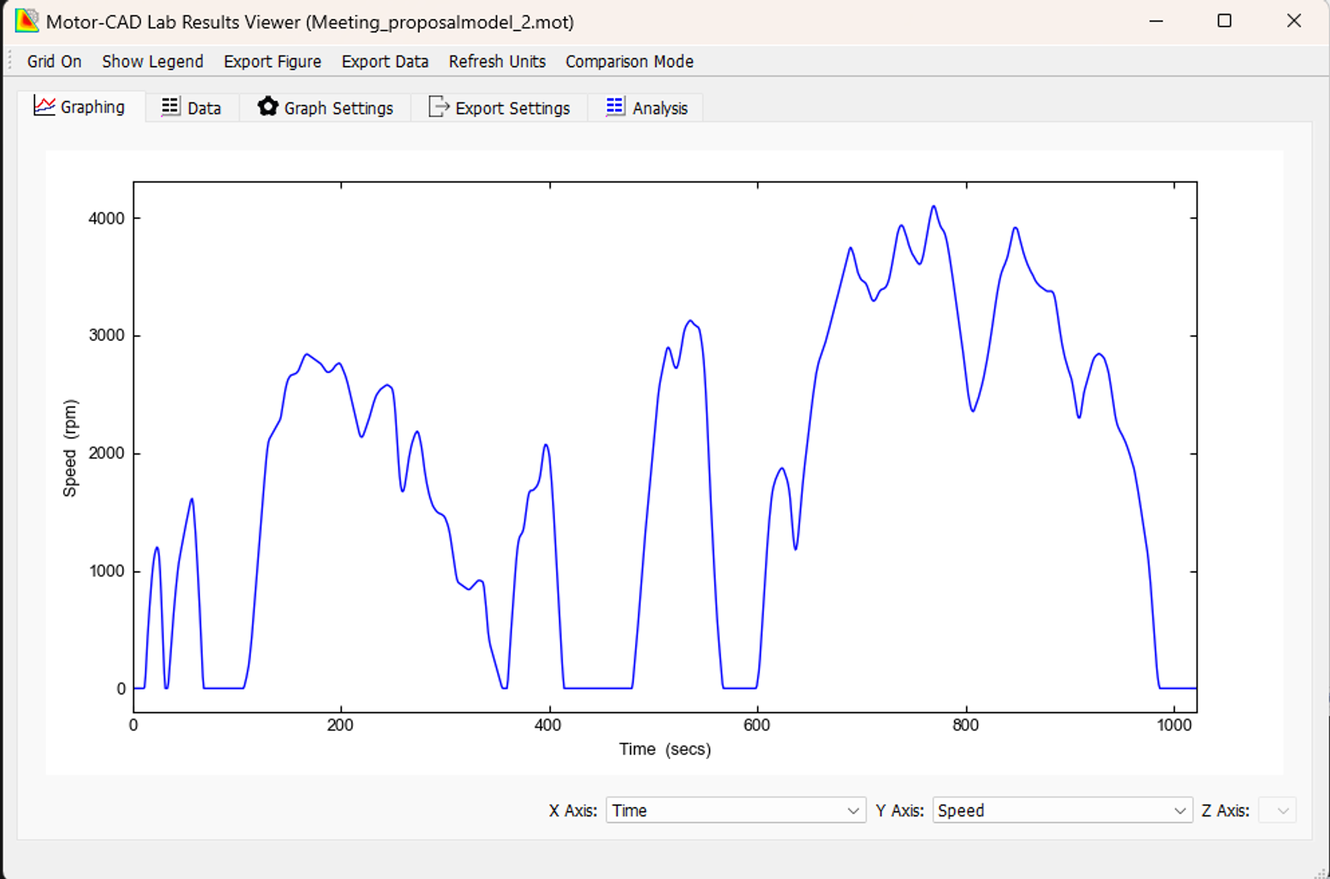 Motor-CAD Lab Results Viewer (Meeting_proposalmodel_2.mot)
Grid On Show Legend Export Figure Export Data Refresh Units Comparison Mode
Graphing Data Graph Settings Export Settings Analysis
4000
3000
2000
1000
0
Speed (rpm)
0 200 400 600 800 1000
Time (secs)
X Axis: Time Y Axis: Speed Z Axis: